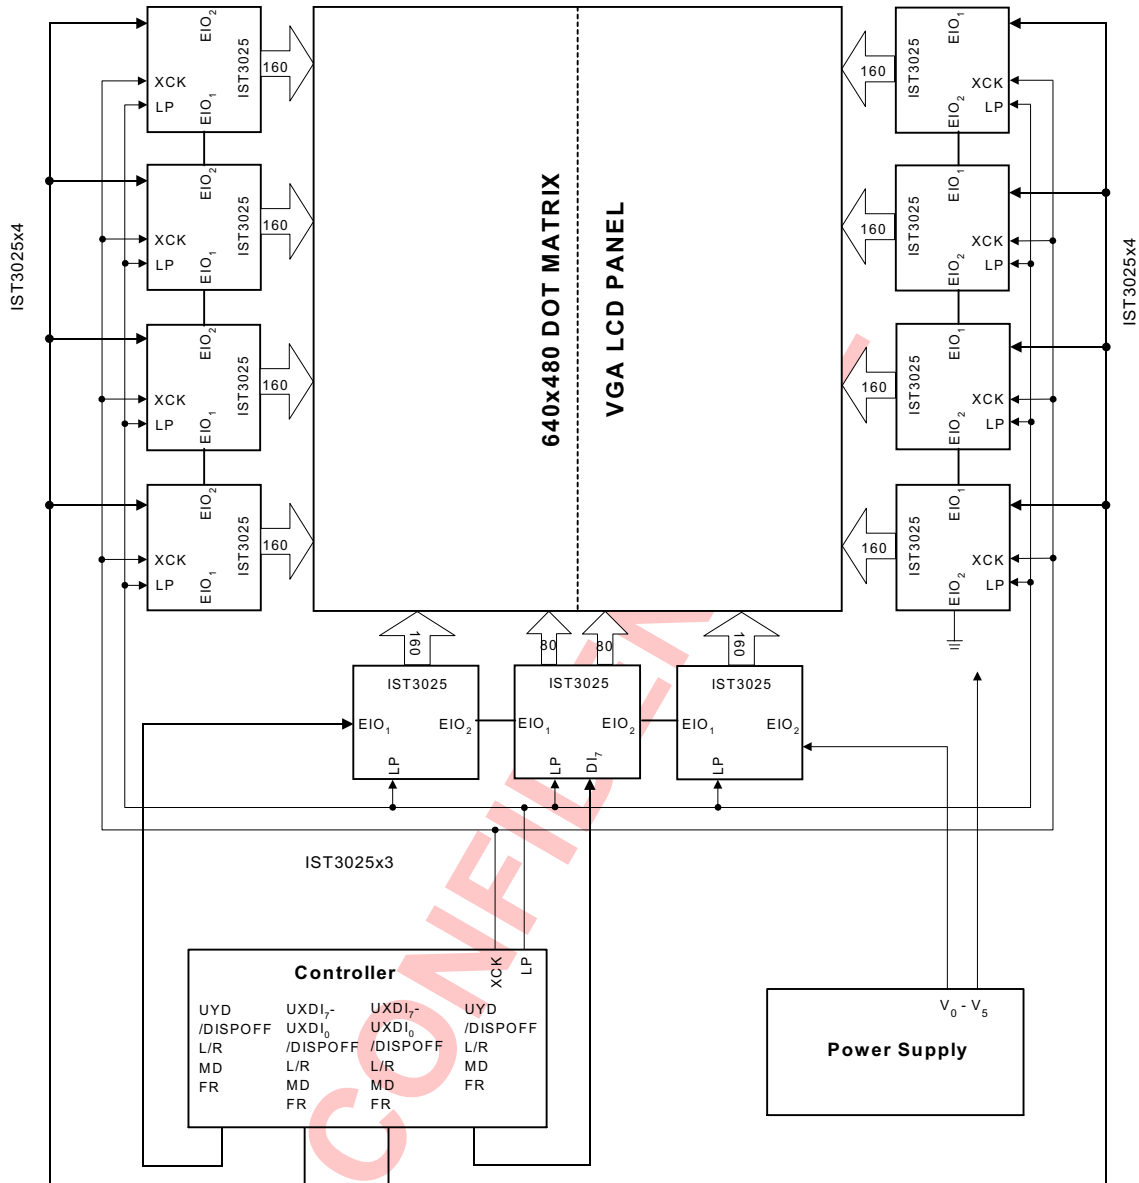 EIO2
IST3025
160
XCK
LP
EIO1
EIO2
IST3025
160
XCK
LP
EIO1
EIO2
IST3025
160
XCK
LP
EIO1
EIO2
IST3025
160
XCK
LP
EIO1
IST3025x4
640x480 DOT MATRIX
VGA LCD PANEL
EIO1
IST3025
160
XCK
LP
EIO2
EIO1
IST3025
160
XCK
LP
EIO2
EIO1
IST3025
160
XCK
LP
EIO2
EIO1
IST3025
160
XCK
LP
EIO2
IST3025x4
160
80
80
160
IST3025
EIO1
EIO2
LP
IST3025
EIO1
EIO2
LP
DI7
IST3025
EIO1
EIO2
LP
IST3025x3
XCK
LP
Controller
UYD
/DISPOFF
L/R
MD
FR
UXDI7-
UXDI0
/DISPOFF
L/R
MD
FR
UXDI7-
UXDI0
/DISPOFF
L/R
MD
FR
UYD
/DISPOFF
L/R
MD
FR
V0 - V5
Power Supply